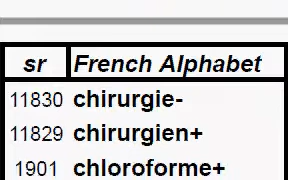 sr French Alphabet
11830 chirurgie-
11829 chirurgien+
1901 chloroforme+